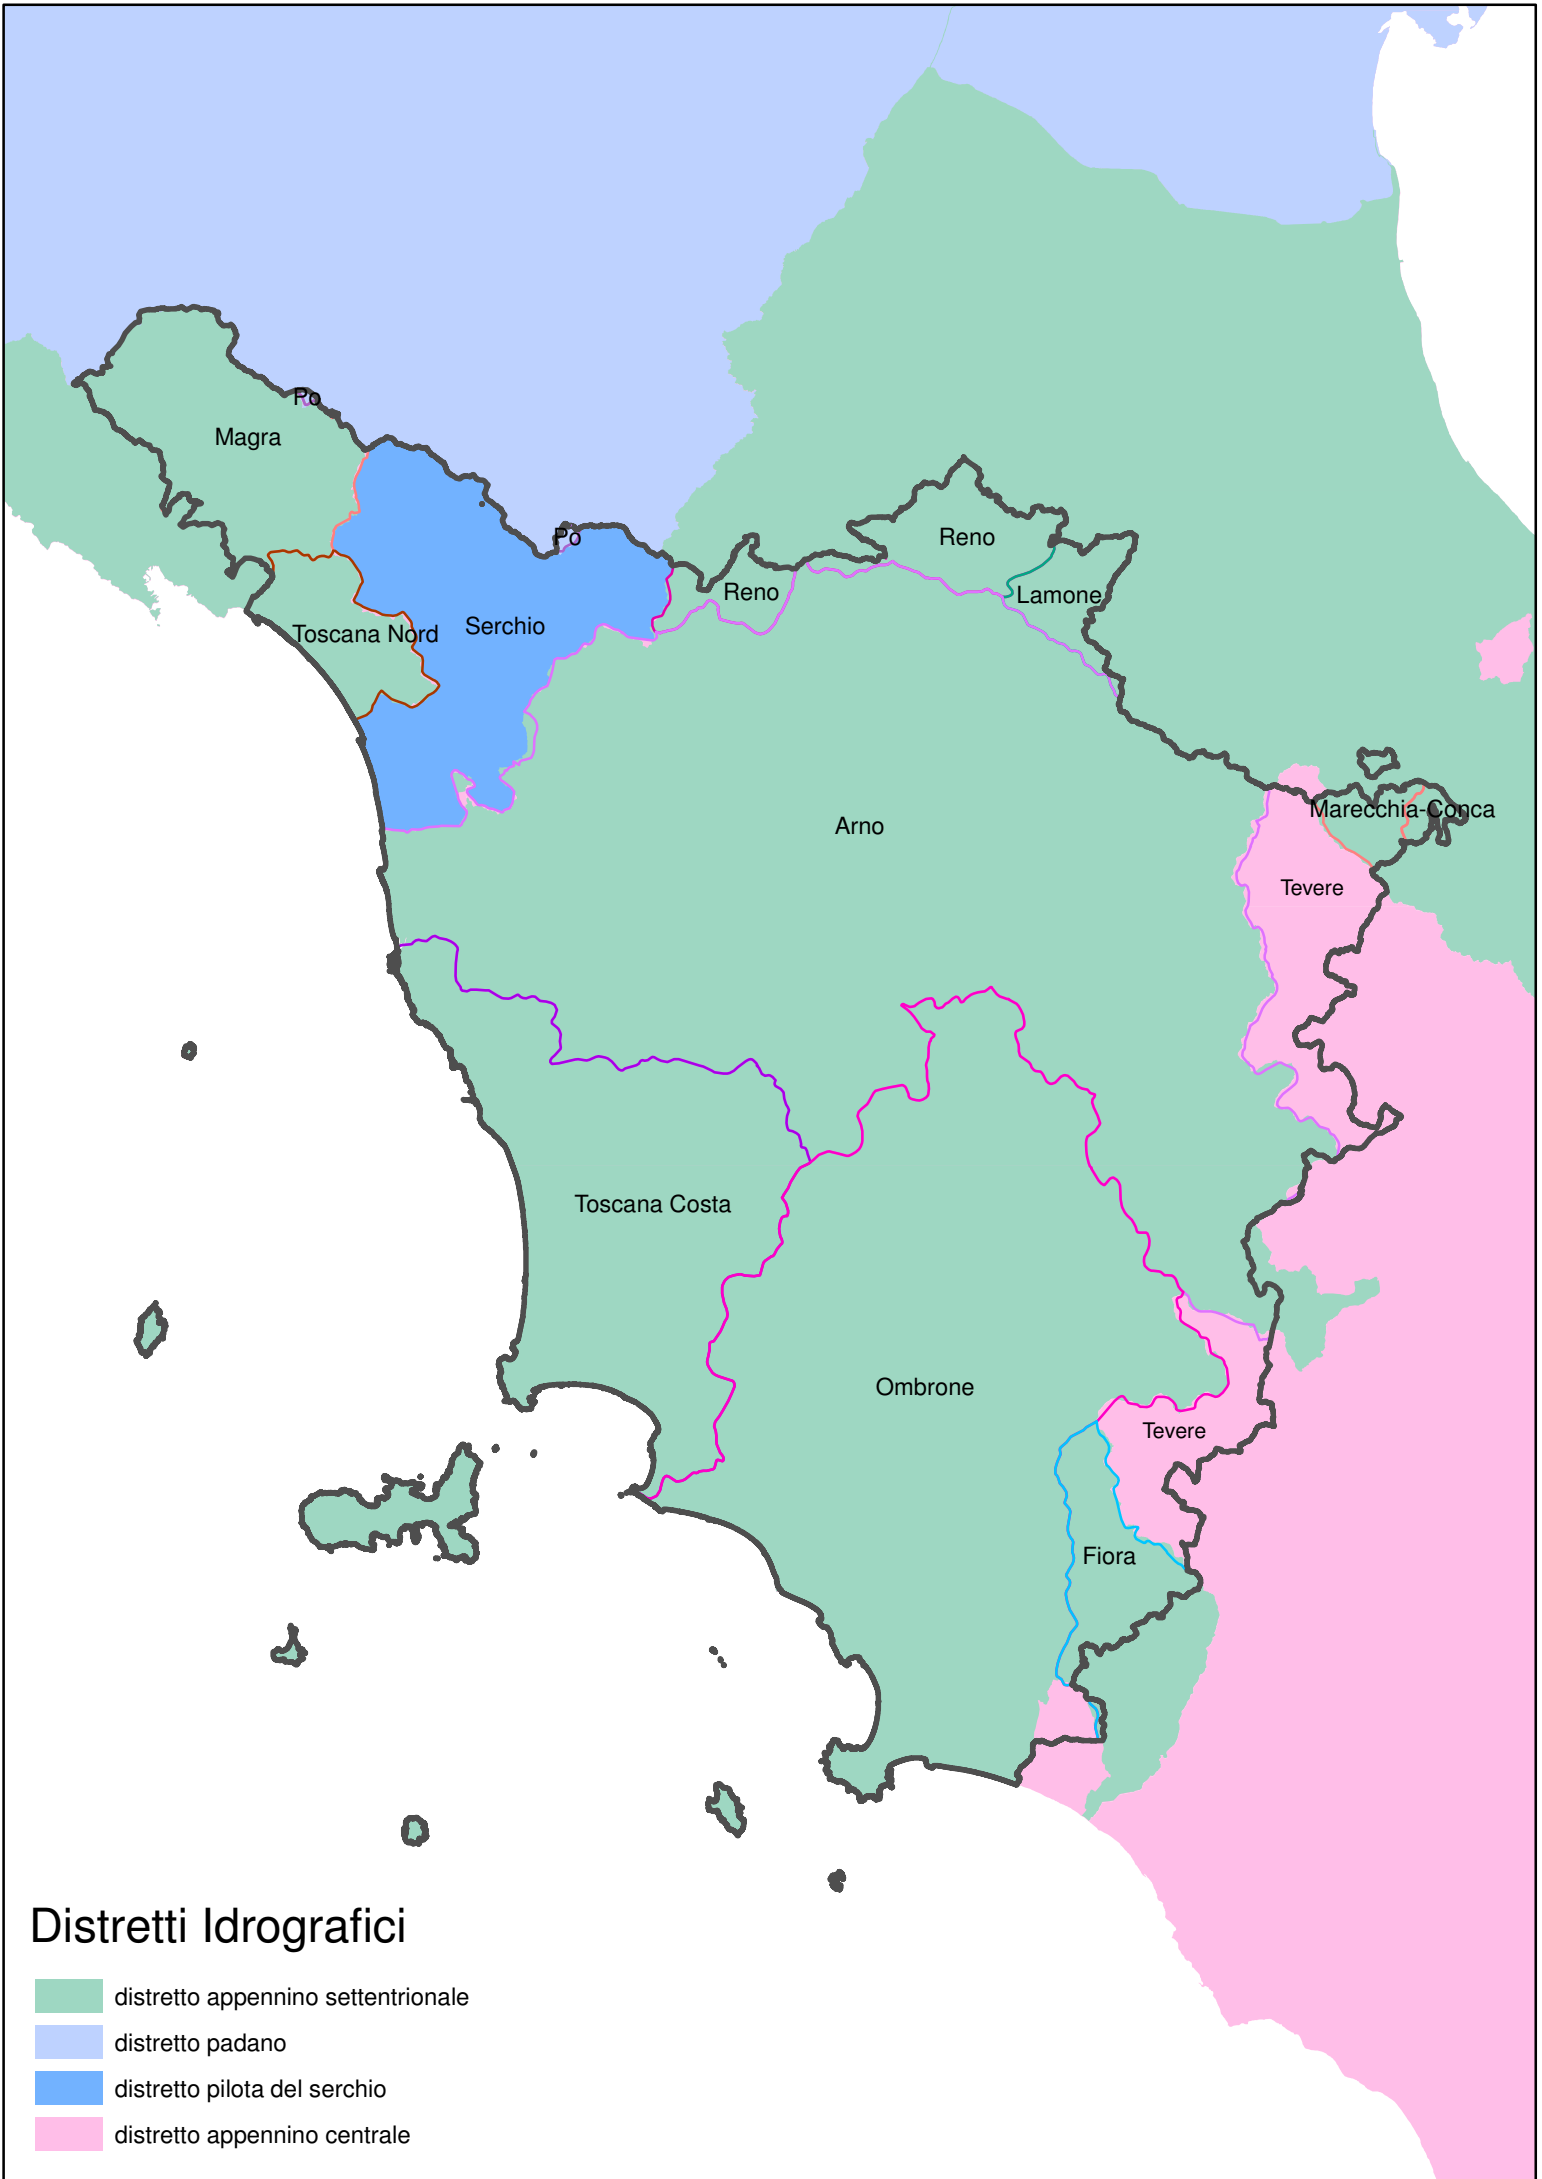 Po
Magra
Po
Reno
Reno
Lamone
Serchio
Toscana Nord
Marecchia-Conca
Arno
Tevere
Toscana Costa
Ombrone
Tevere
Fiora
Distretti Idrografici
distretto appennino settentrionale
distretto padano
distretto pilota del serchio
distretto appennino centrale